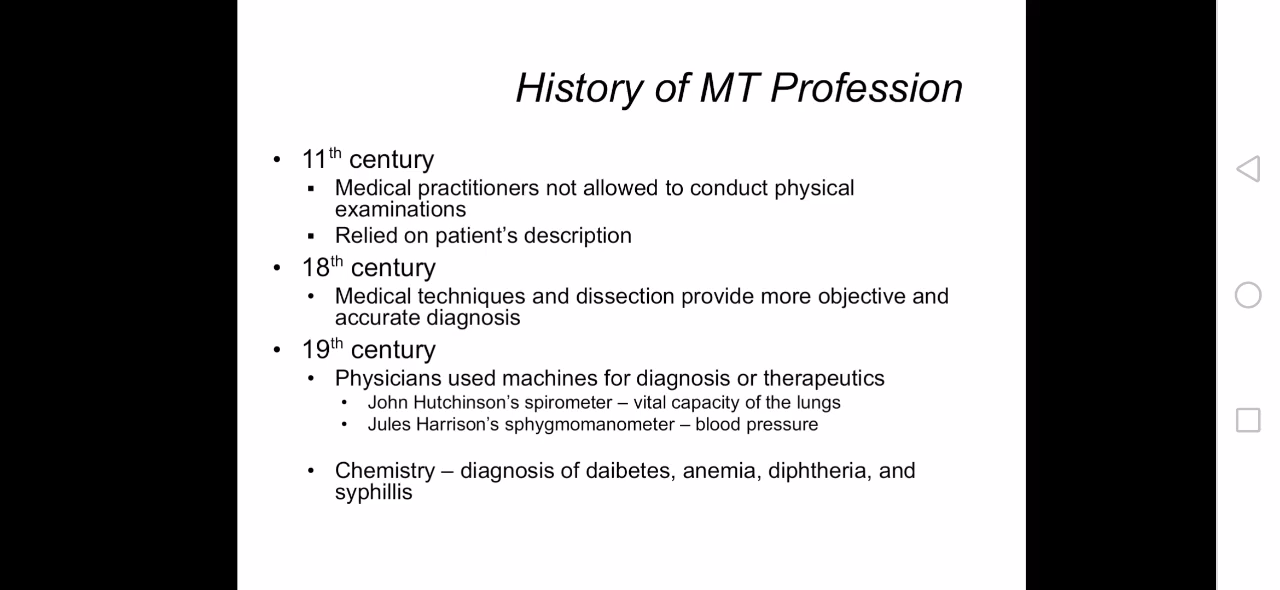 History of MT Profession
• 11th century
▪ Medical practitioners not allowed to conduct physical
examinations
▪ Relied on patient's description
• 18th century
• Medical techniques and dissection provide more objective and
accurate diagnosis
• 19th century
• Physicians used machines for diagnosis or therapeutics
• John Hutchinson's spirometer – vital capacity of the lungs
• Jules Harrison's sphygmomanometer – blood pressure
• Chemistry – diagnosis of daibetes, anemia, diphtheria, and
syphillis